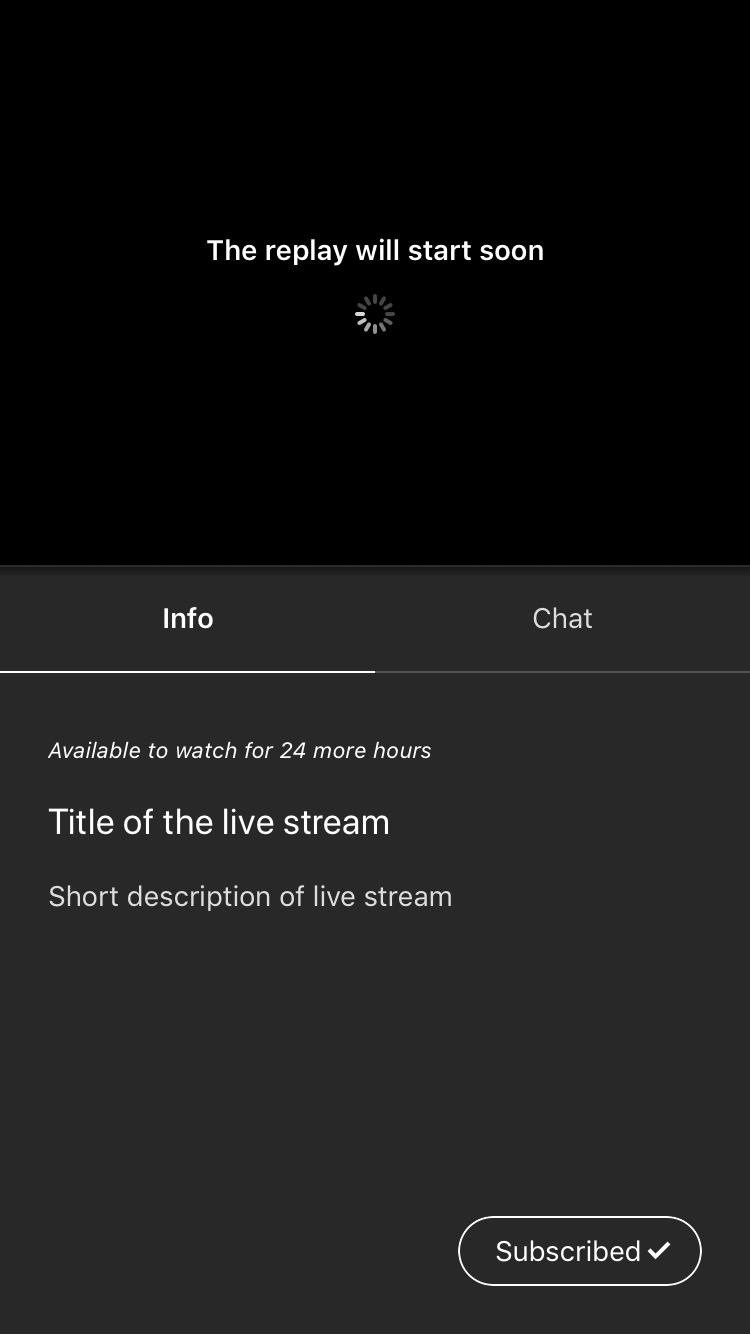 The replay will start soon
Info
Chat
Available to watch for 24 more hours
Title of the live stream
Short description of live stream
Subscribed